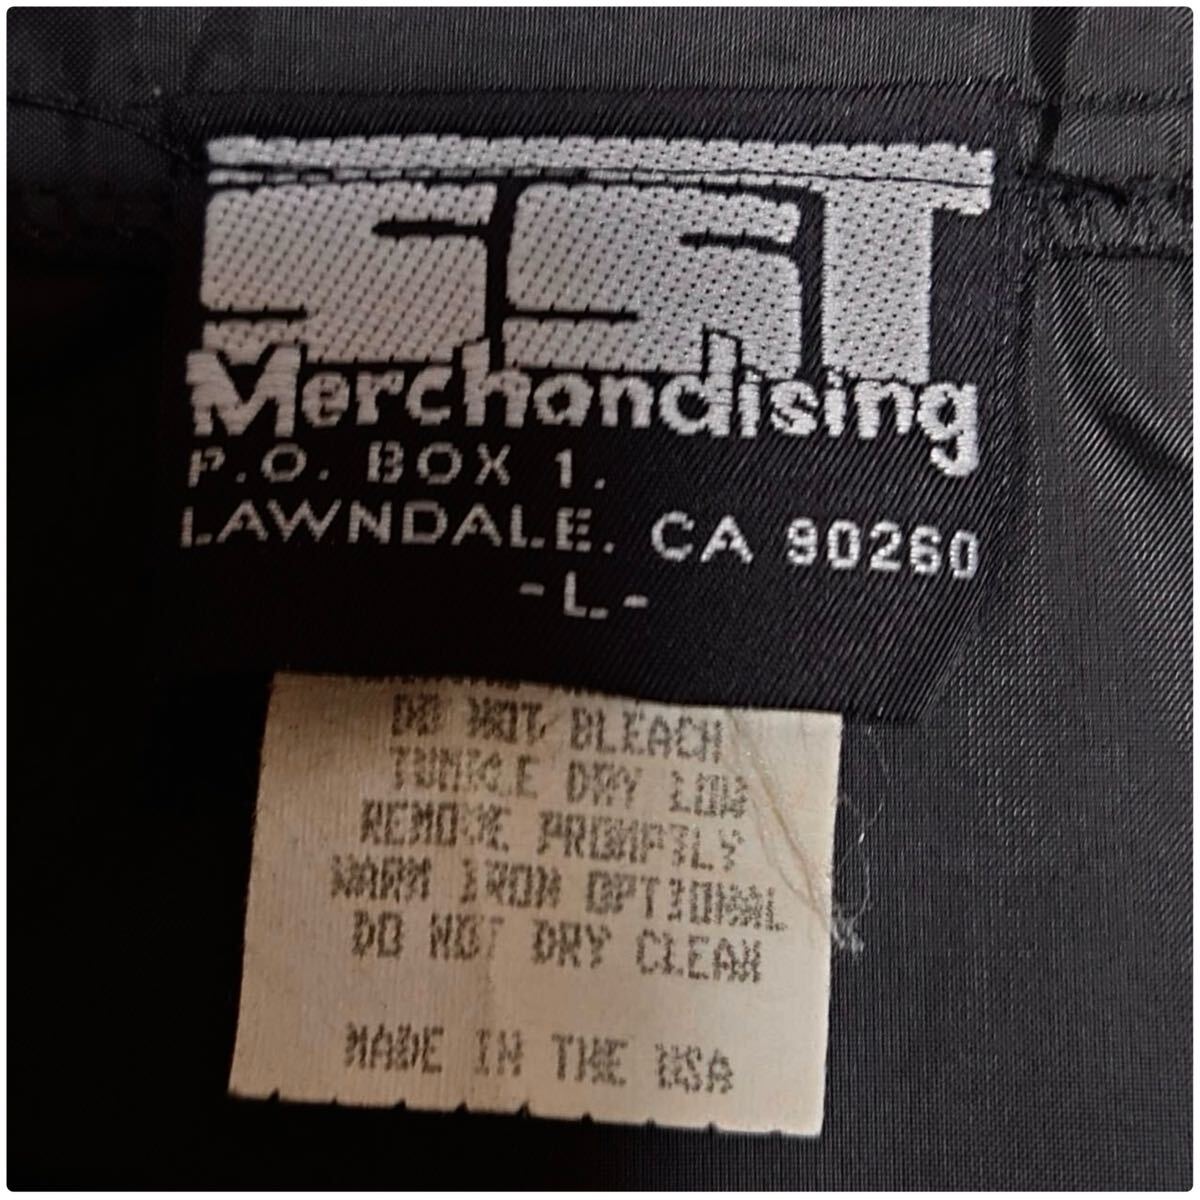 SST
Merchandising
P.O. BOX 1.
LAWNDALE, CA 90260
- L -
DO NOT BLEACH
TUMBLE DRY LOW
REMOVE PROMPTLY
WARM IRON OPTIONAL
DO NOT DRY CLEAN
MADE IN THE USA